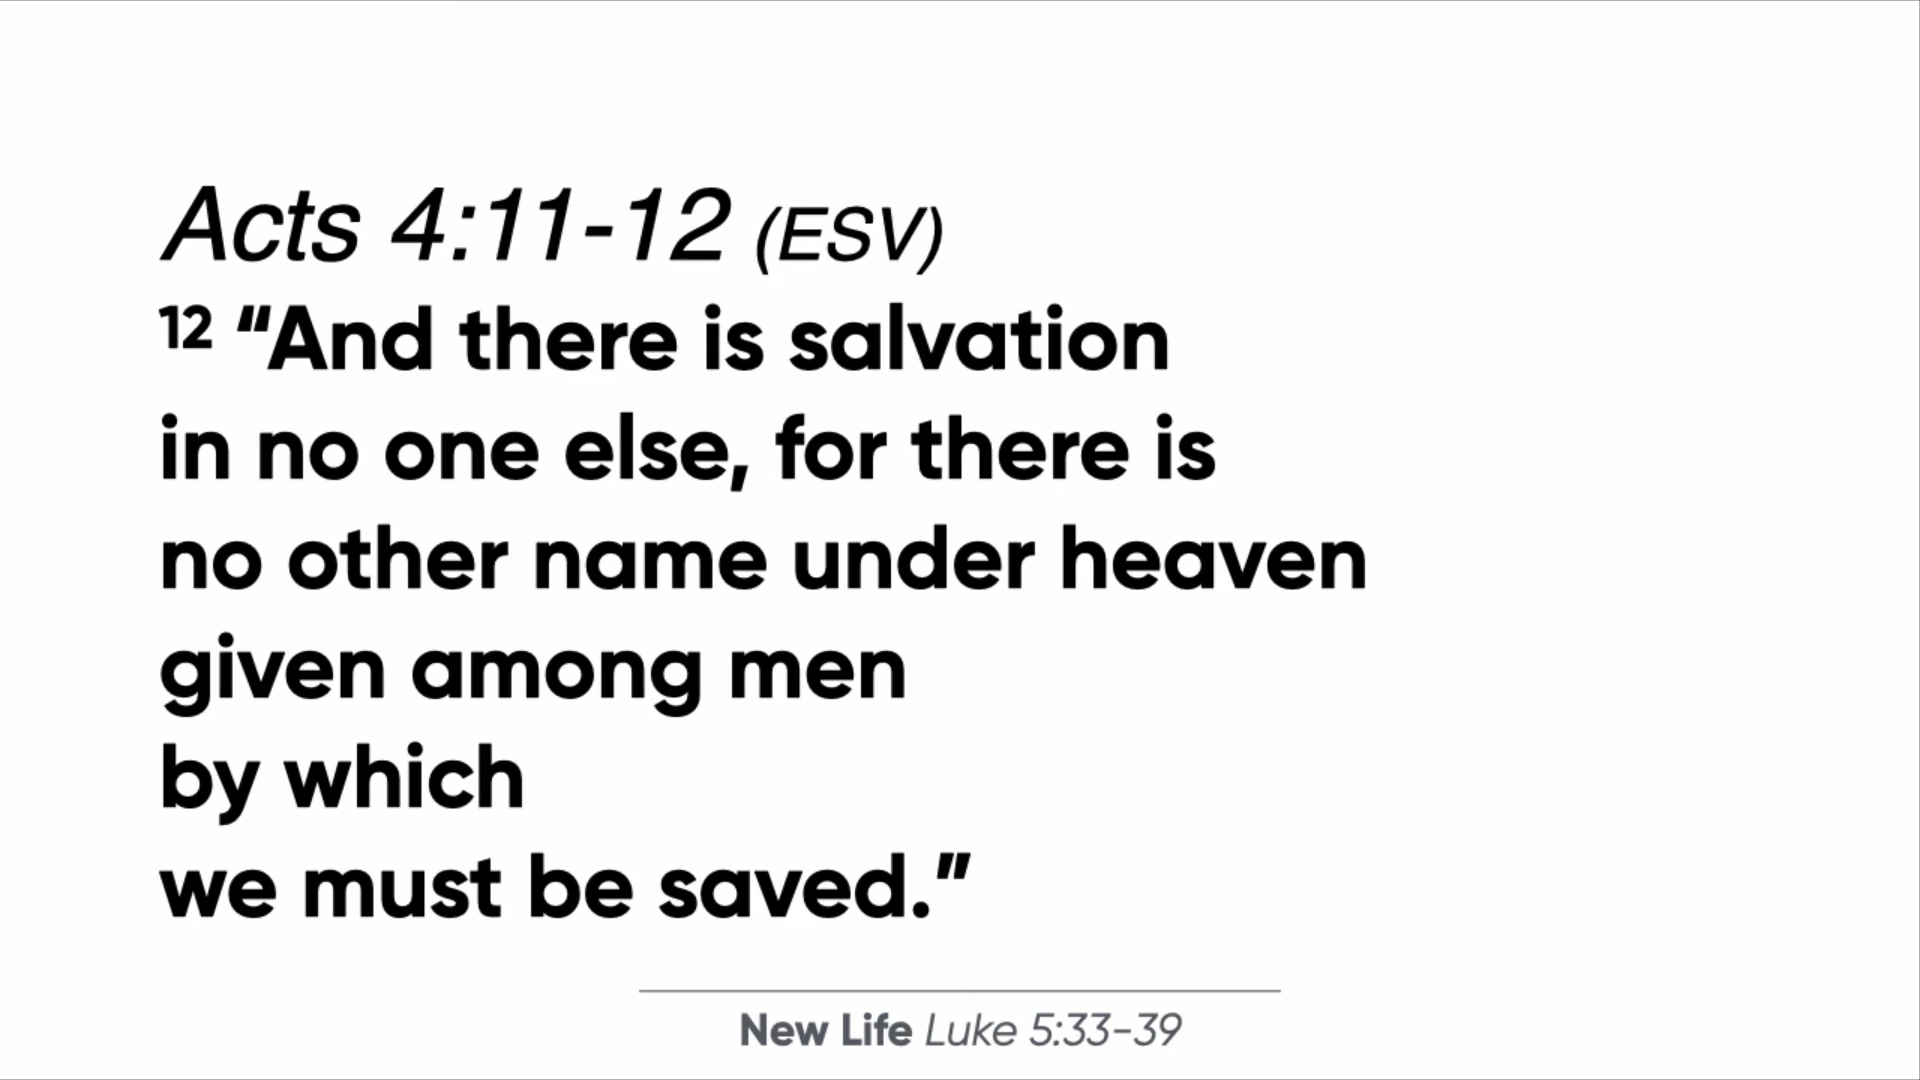 Acts 4:11-12 (ESV)
12 “And there is salvation
in no one else, for there is
no other name under heaven
given among men
by which
we must be saved.”
New Life Luke 5:33-39